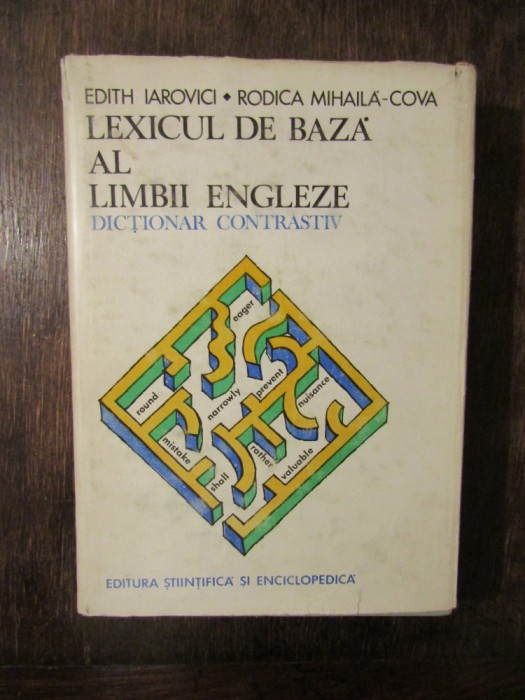 EDITH IAROVICI • RODICA MIHAILĂ-COVA
LEXICUL DE BAZĂ
AL
LIMBII ENGLEZE
DICȚIONAR CONTRASTIV
eager
round
narrowly
prevent
nuisance
mistake
shall
rather
valuable
EDITURA ȘTIINȚIFICĂ ȘI ENCICLOPEDICĂ